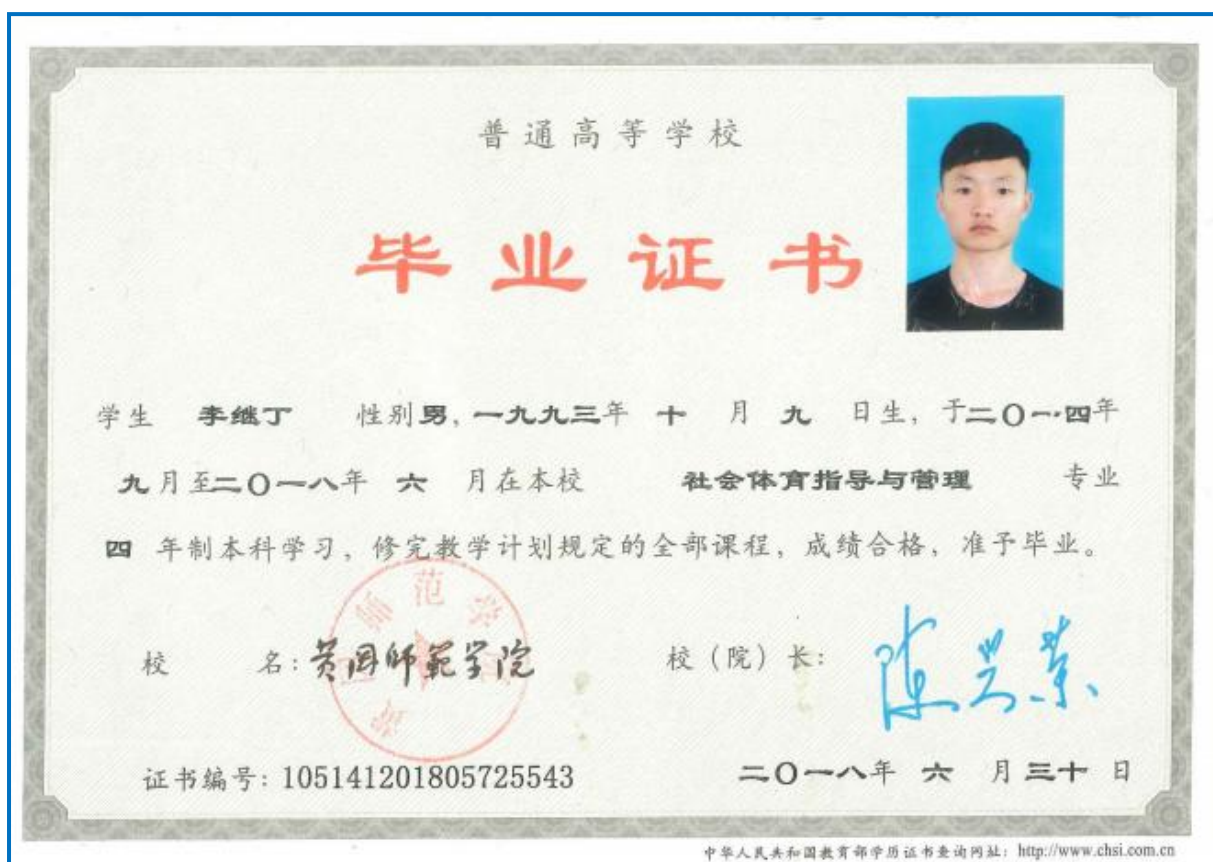 普通高等学校
毕业证书
学生 李继丁 性别男,一九九三年 十 月 九 日生,于二〇一四年
九月至二〇一八年 六 月在本校 社会体育指导与管理 专业
四 年制本科学习,修完教学计划规定的全部课程,成绩合格,准予毕业。
校 名:黄冈师範学院 校(院)长:
证书编号:105141201805725543 二〇一八年 六 月三十 日
中华人民共和国教育部学历证书查询网址:http://www.chsi.com.cn